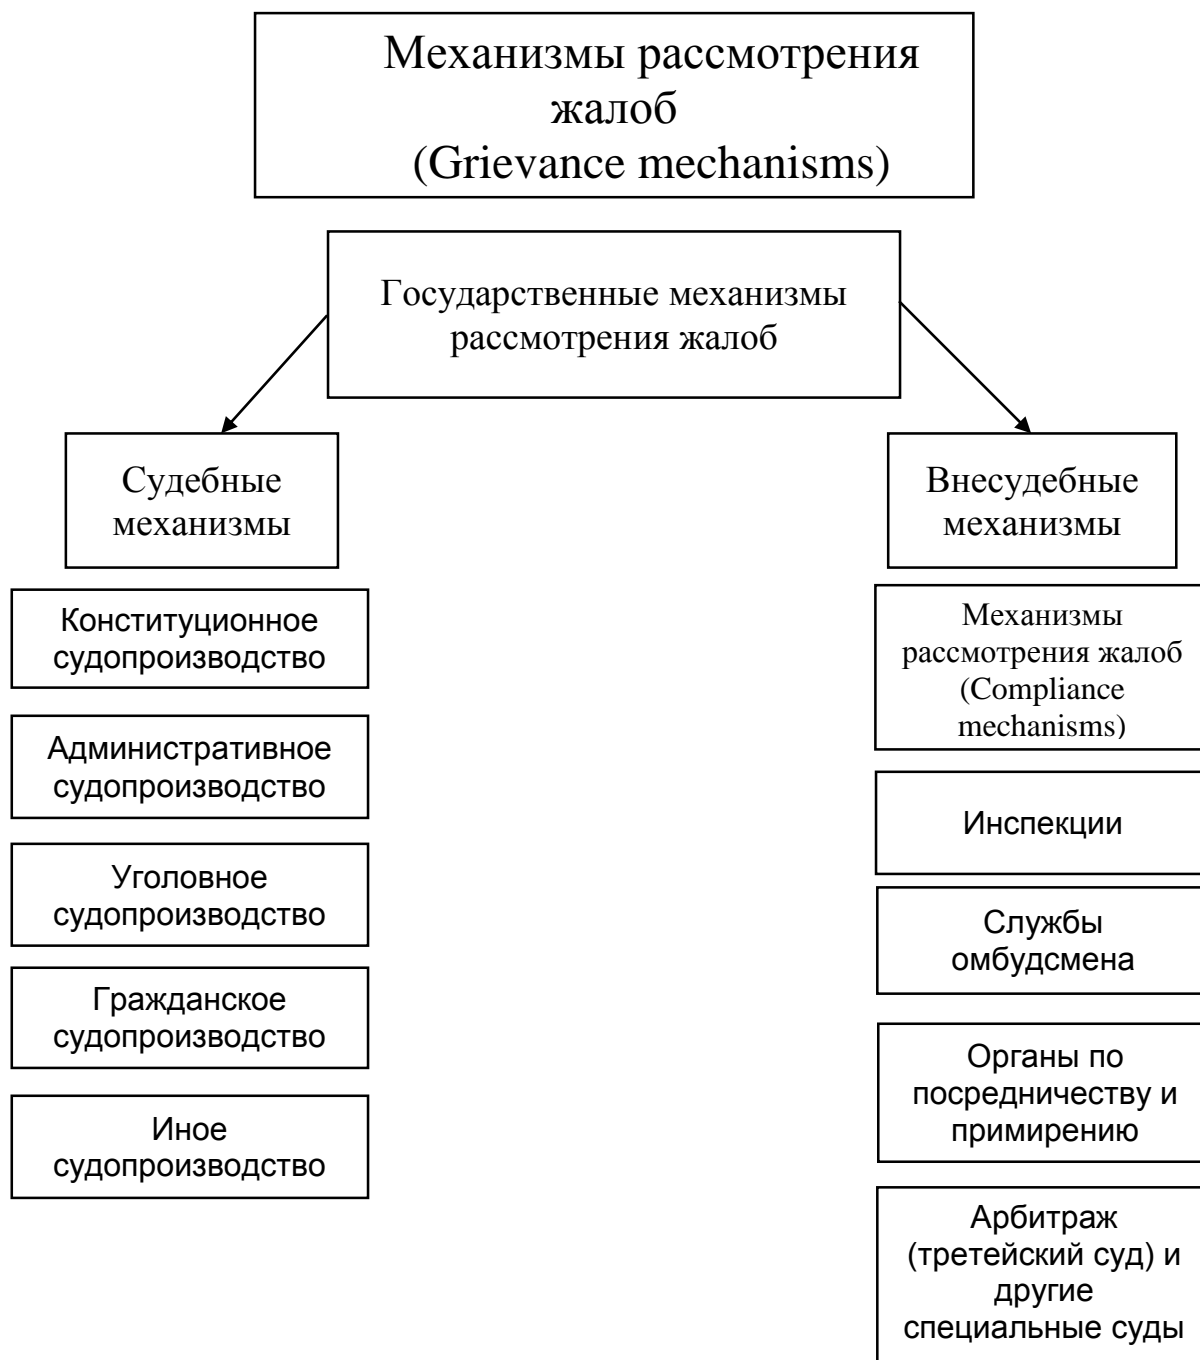 Механизмы рассмотрения
жалоб
(Grievance mechanisms)
Государственные механизмы
рассмотрения жалоб
Судебные
механизмы
Конституционное
судопроизводство
Административное
судопроизводство
Уголовное
судопроизводство
Гражданское
судопроизводство
Иное
судопроизводство
Внесудебные
механизмы
Механизмы
рассмотрения жалоб
(Compliance
mechanisms)
Инспекции
Службы
омбудсмена
Органы по
посредничеству и
примирению
Арбитраж
(третейский суд) и
другие
специальные суды